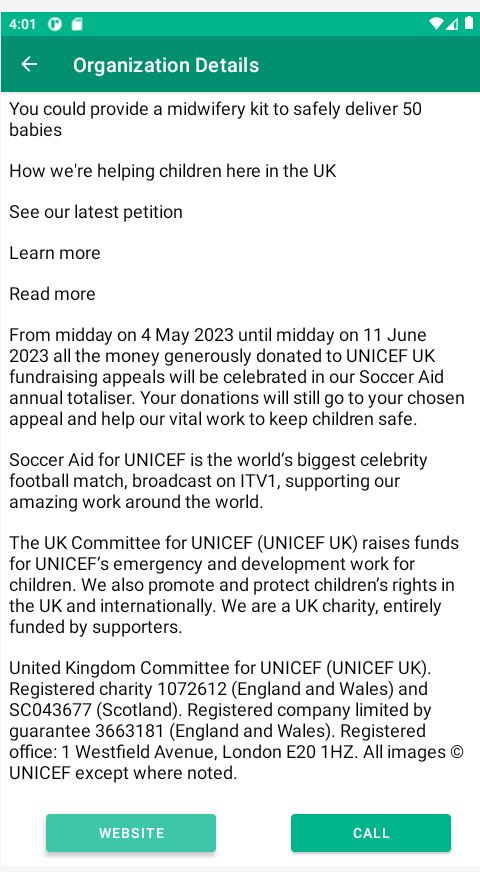 4:01
Organization Details
You could provide a midwifery kit to safely deliver 50
babies
How we're helping children here in the UK
See our latest petition
Learn more
Read more
From midday on 4 May 2023 until midday on 11 June
2023 all the money generously donated to UNICEF UK
fundraising appeals will be celebrated in our Soccer Aid
annual totaliser. Your donations will still go to your chosen
appeal and help our vital work to keep children safe.
Soccer Aid for UNICEF is the world’s biggest celebrity
football match, broadcast on ITV1, supporting our
amazing work around the world.
The UK Committee for UNICEF (UNICEF UK) raises funds
for UNICEF’s emergency and development work for
children. We also promote and protect children’s rights in
the UK and internationally. We are a UK charity, entirely
funded by supporters.
United Kingdom Committee for UNICEF (UNICEF UK).
Registered charity 1072612 (England and Wales) and
SC043677 (Scotland). Registered company limited by
guarantee 3663181 (England and Wales). Registered
office: 1 Westfield Avenue, London E20 1HZ. All images ©
UNICEF except where noted.
WEBSITE
CALL